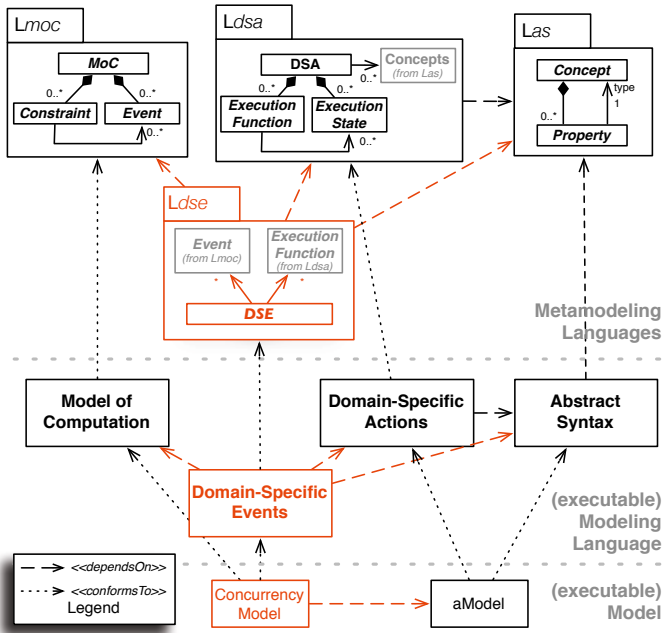 Lmoc
MoC
0..*
0..*
Constraint
Event
0..*
Ldsa
DSA
Concepts
(from Las)
0..*
0..*
0..*
Execution
Function
Execution
State
0..*
Las
Concept
type
1
0..*
Property
Ldse
Event
(from Lmoc)
Execution
Function
(from Ldsa)
*
*
DSE
Metamodeling
Languages
Model of
Computation
Domain-Specific
Actions
Abstract
Syntax
Domain-Specific
Events
(executable)
Modeling
Language
<<dependsOn>>
<<conformsTo>>
Legend
Concurrency
Model
aModel
(executable)
Model